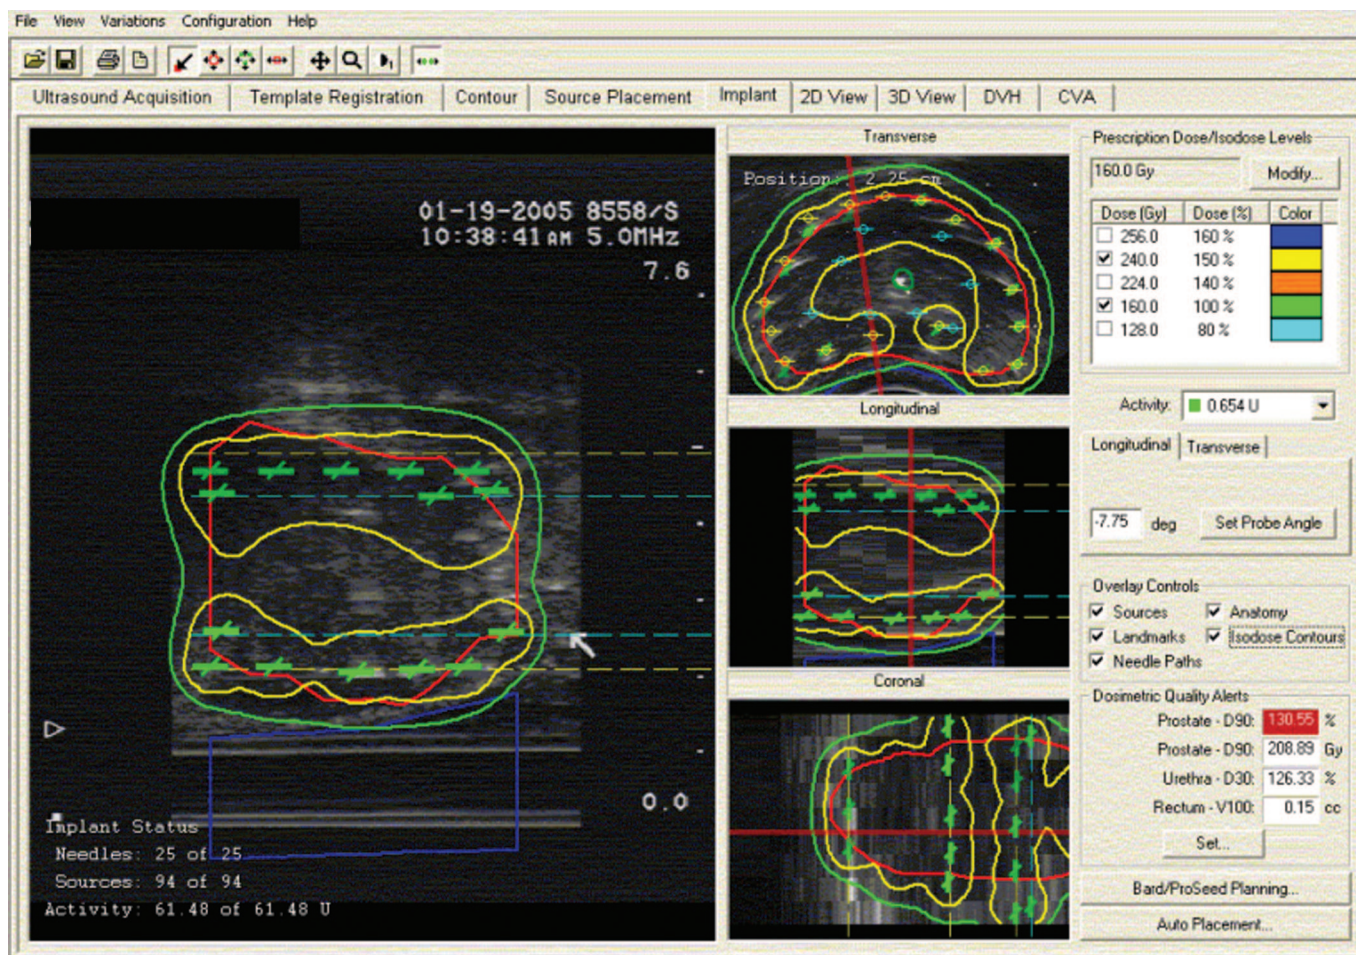 File View Variations Configuration Help
Ultrasound Acquisition Template Registration Contour Source Placement Implant 2D View 3D View DVH CVA
01-19-2005 8558/S
10:38:41AM 5.0MHz
7.6
0.0
Implant Status
Needles: 25 of 25
Sources: 94 of 94
Activity: 61.48 of 61.48 U
Transverse
Position: 2.25 cm
Longitudinal
Coronal
Prescription Dose/Isodose Levels
160.0 Gy Modify...
Dose (Gy) Dose (%) Color
256.0 160 %
240.0 150 %
224.0 140 %
160.0 100 %
128.0 80 %
Activity: 0.654 U
Longitudinal Transverse
-7.75 deg Set Probe Angle
Overlay Controls
Sources Anatomy
Landmarks Isodose Contours
Needle Paths
Dosimetric Quality Alerts
Prostate - D90: 130.55 %
Prostate - D90: 208.89 Gy
Urethra - D30: 126.33 %
Rectum - V100: 0.15 cc
Set...
Bard/ProSeed Planning...
Auto Placement...